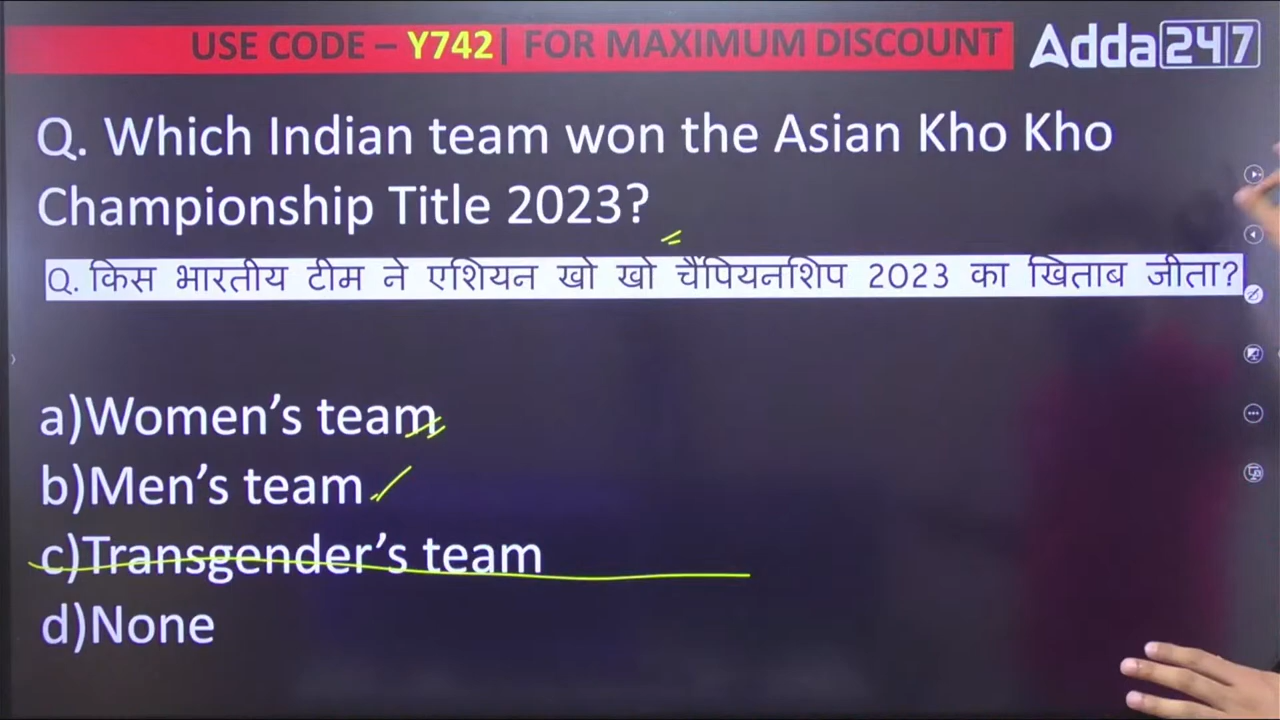 USE CODE – Y742| FOR MAXIMUM DISCOUNT
Adda247
Q. Which Indian team won the Asian Kho Kho
Championship Title 2023?
Q. किस भारतीय टीम ने एशियन खो खो चैंपियनशिप 2023 का खिताब जीता?
a)Women’s team
b)Men’s team
c)Transgender’s team
d)None